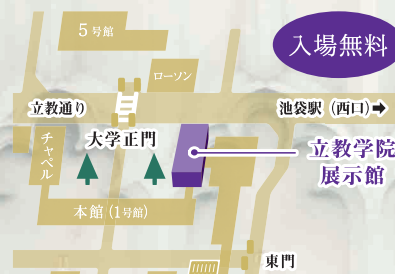 5号館
入場無料
ローソン
立教通り
池袋駅（西口）➡
大学正門
チャペル
立教学院
展示館
本館（1号館）
東門